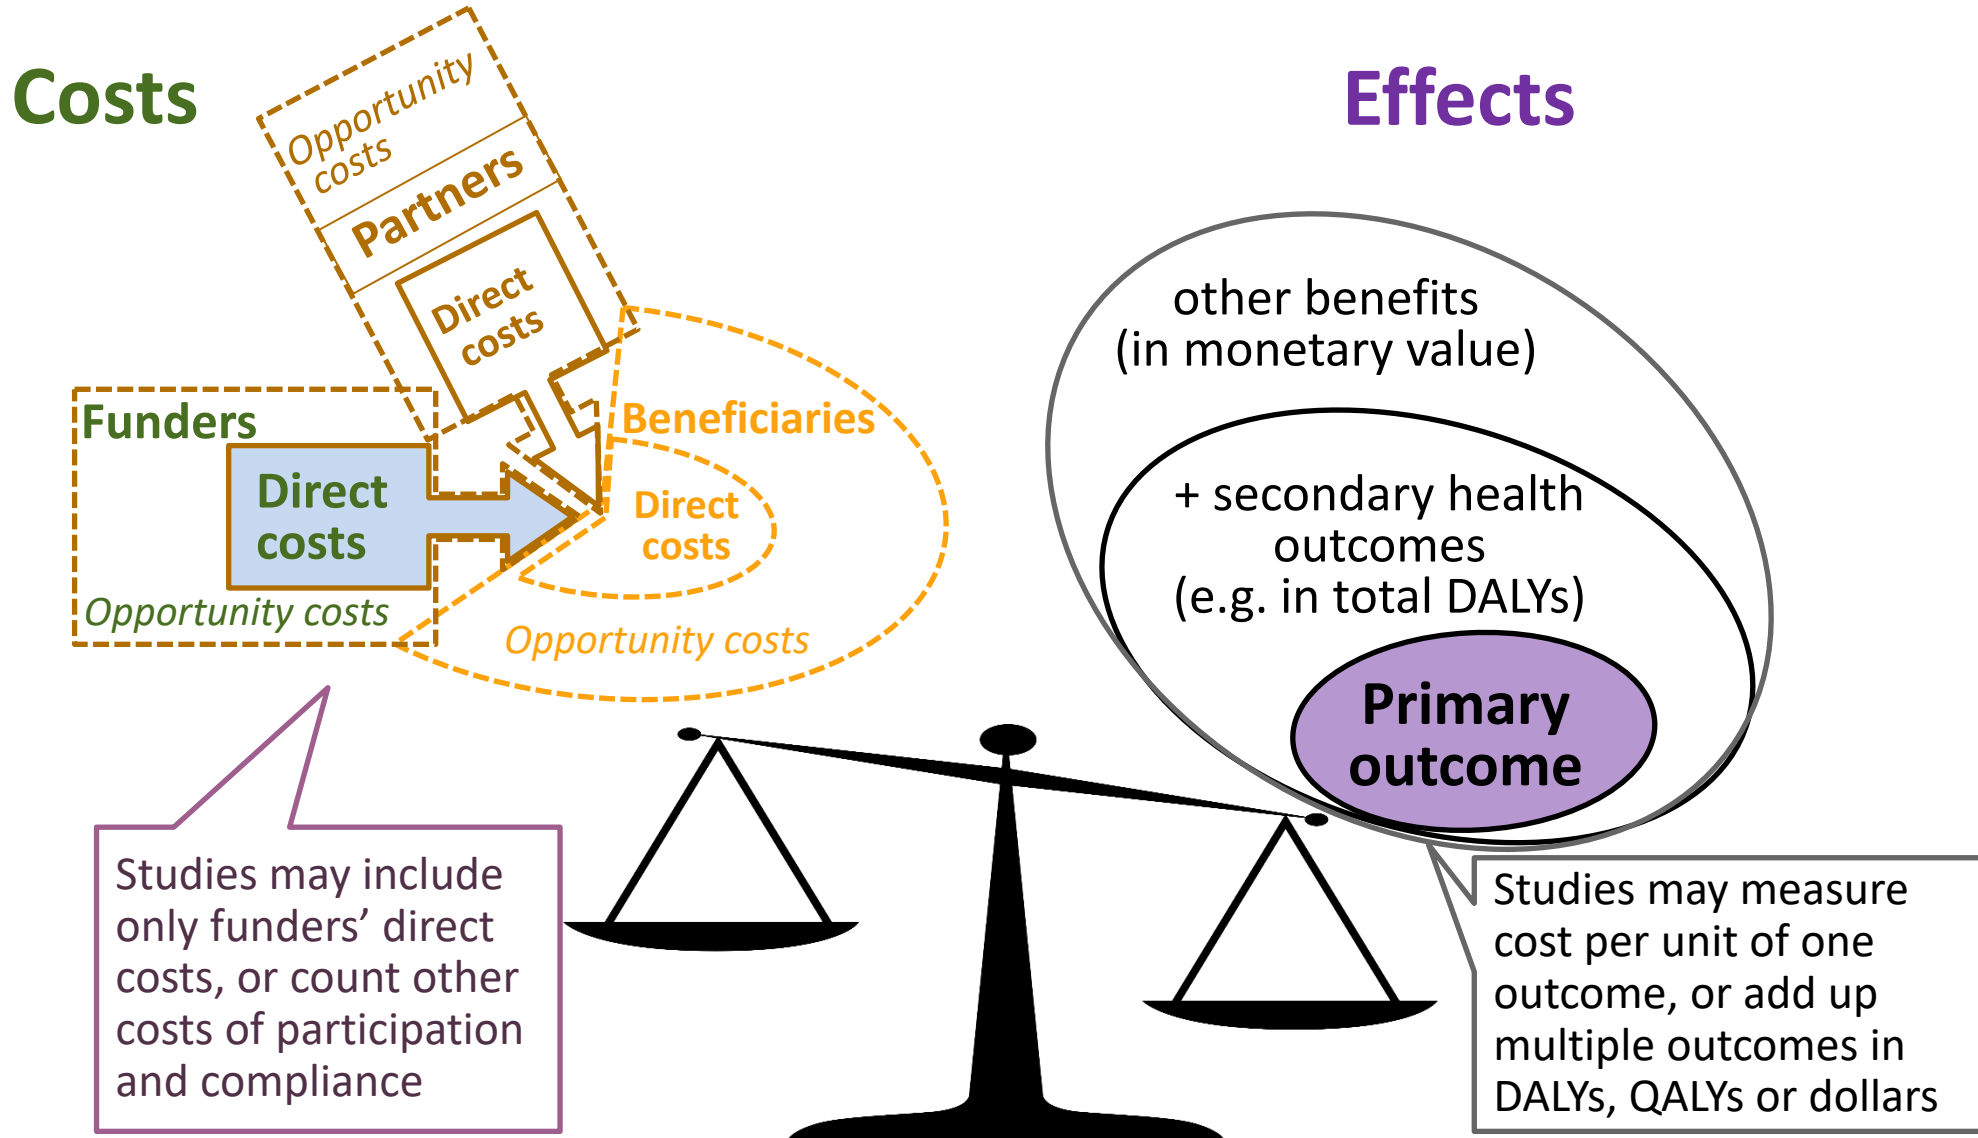 Costs
Effects
Opportunity
costs
Partners
Direct
costs
Funders
Direct
costs
Opportunity costs
Beneficiaries
Direct
costs
Opportunity costs
other benefits
(in monetary value)
+ secondary health
outcomes
(e.g. in total DALYs)
Primary
outcome
Studies may include
only funders’ direct
costs, or count other
costs of participation
and compliance
Studies may measure
cost per unit of one
outcome, or add up
multiple outcomes in
DALYs, QALYs or dollars